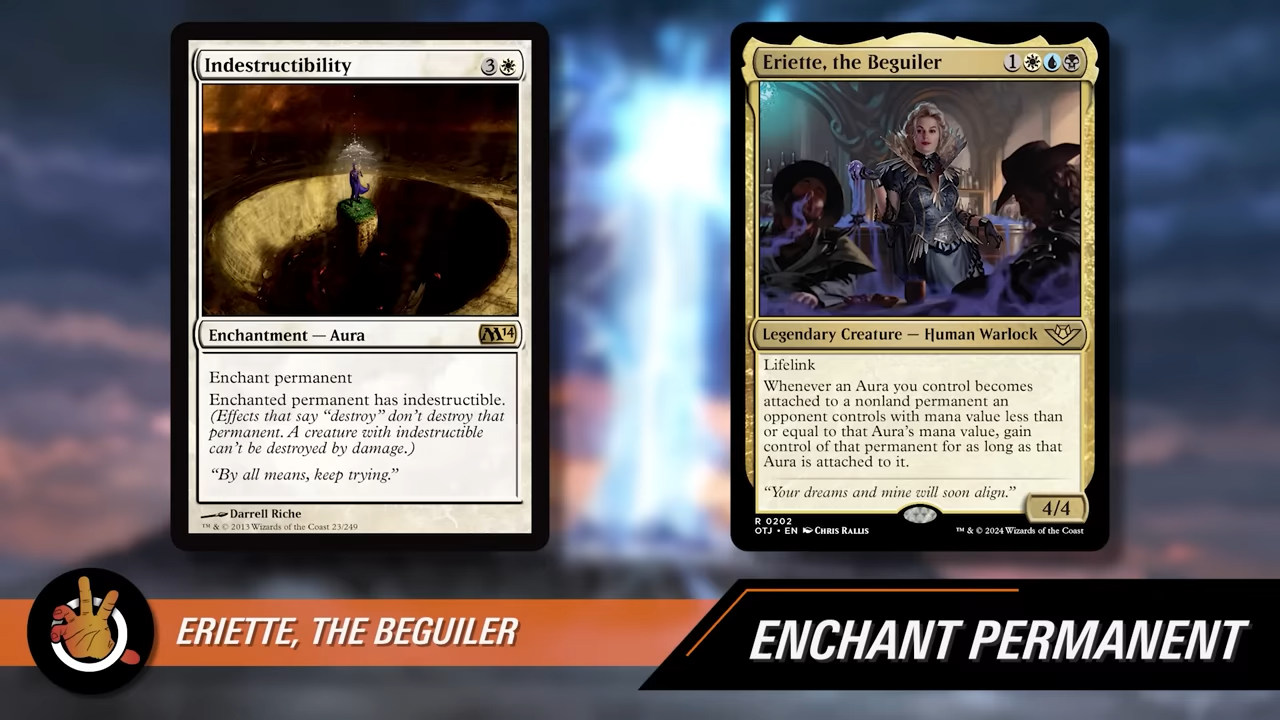 Indestructibility 3
Enchantment — Aura M14
Enchant permanent
Enchanted permanent has indestructible.
(Effects that say “destroy” don’t destroy that
permanent. A creature with indestructible
can’t be destroyed by damage.)
“By all means, keep trying.”
Darrell Riche
™ & © 2013 Wizards of the Coast 23/249
Eriette, the Beguiler 1
Legendary Creature — Human Warlock
Lifelink
Whenever an Aura you control becomes
attached to a nonland permanent an
opponent controls with mana value less than
or equal to that Aura’s mana value, gain
control of that permanent for as long as that
Aura is attached to it.
“Your dreams and mine will soon align.”
4/4
R 0202
OTJ • EN Chris Rallis ™ & © 2024 Wizards of the Coast
ERIETTE, THE BEGUILER
ENCHANT PERMANENT